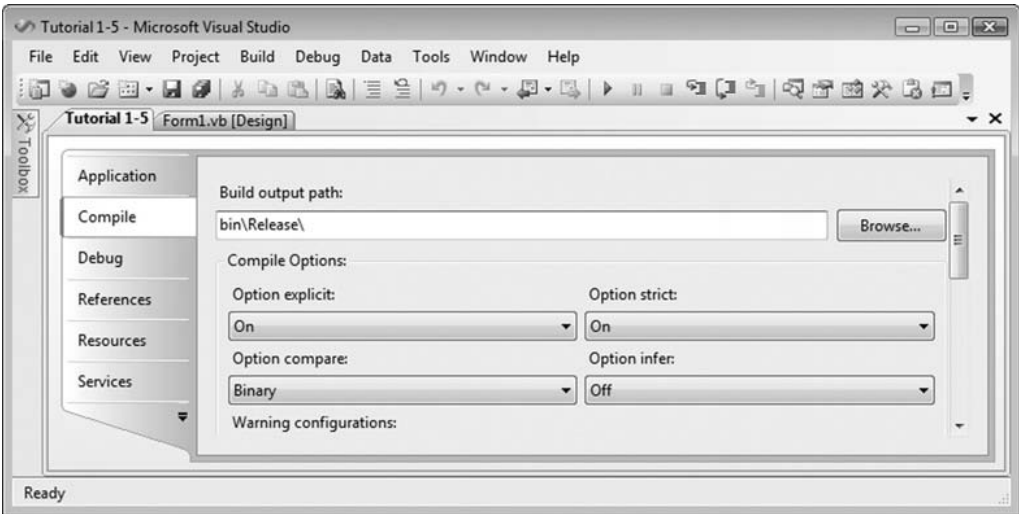 Tutorial 1-5 - Microsoft Visual Studio
File Edit View Project Build Debug Data Tools Window Help
Toolbox
Tutorial 1-5 Form1.vb [Design]
Application
Compile
Debug
References
Resources
Services
Build output path:
bin\Release\ Browse...
Compile Options:
Option explicit: Option strict:
On On
Option compare: Option infer:
Binary Off
Warning configurations:
Ready